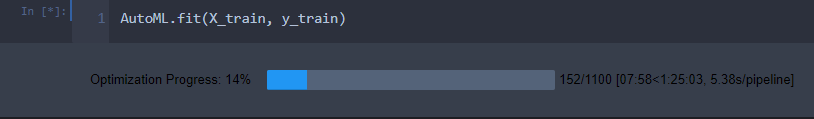 In [*]: 1 AutoML.fit(X_train, y_train)
Optimization Progress: 14% 152/1100 [07:58<1:25:03, 5.38s/pipeline]